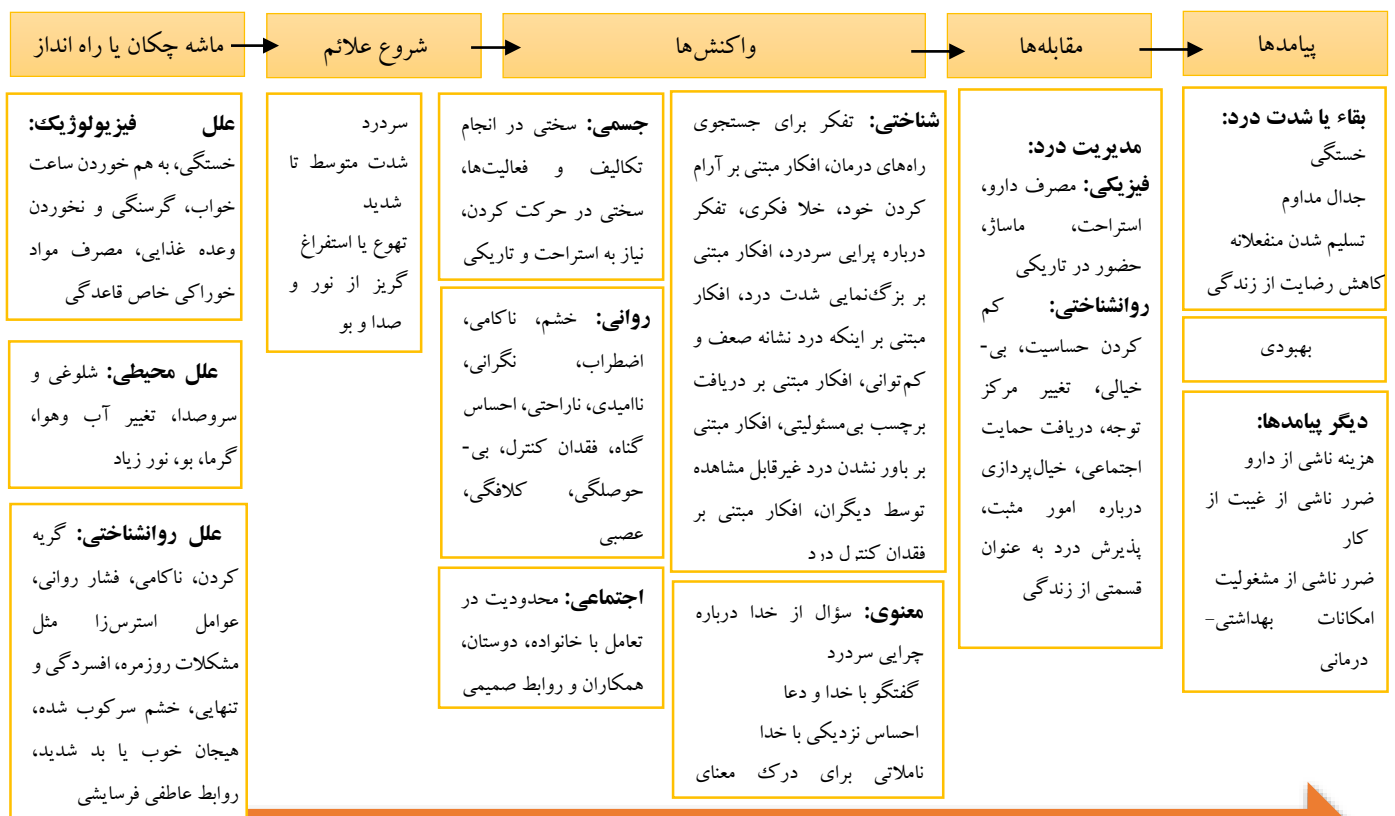 ماشه چکان یا راه انداز
شروع علائم
واکنش‌ها
مقابله‌ها
پیامدها
علل فیزیولوژیک:
خستگی، به هم خوردن ساعت
خواب، گرسنگی و نخوردن
وعده غذایی، مصرف مواد
خوراکی خاص قاعدگی
علل محیطی: شلوغی و
سروصدا، تغییر آب وهوا،
گرما، بو، نور زیاد
علل روانشناختی: گریه
کردن، ناکامی، فشار روانی،
عوامل استرس‌زا مثل
مشکلات روزمره، افسردگی و
تنهایی، خشم سرکوب شده،
هیجان خوب یا بد شدید،
روابط عاطفی فرسایشی
سردرد
شدت متوسط تا
شدید
تهوع یا استفراغ
گریز از نور و
صدا و بو
جسمی: سختی در انجام
تکالیف و فعالیت‌ها،
سختی در حرکت کردن،
نیاز به استراحت و تاریکی
روانی: خشم، ناکامی،
اضطراب، نگرانی،
ناامیدی، ناراحتی، احساس
گناه، فقدان کنترل، بی-
حوصلگی، کلافگی،
عصبی
اجتماعی: محدودیت در
تعامل با خانواده، دوستان،
همکاران و روابط صمیمی
شناختی: تفکر برای جستجوی
راه‌های درمان، افکار مبتنی بر آرام
کردن خود، خلا فکری، تفکر
درباره پرایی سردرد، افکار مبتنی
بر بزگ‌نمایی شدت درد، افکار
مبتنی بر اینکه درد نشانه صعف و
کم‌توانی، افکار مبتنی بر دریافت
برچسب بی‌مسئولیتی، افکار مبتنی
بر باور نشدن درد غیرقابل مشاهده
توسط دیگران، افکار مبتنی بر
فقدان کنترل درد
معنوی: سؤال از خدا درباره
چرایی سردرد
گفتگو با خدا و دعا
احساس نزدیکی با خدا
ناملاتی برای درک معنای
مدیریت درد:
فیزیکی: مصرف دارو،
استراحت، ماساژ،
حضور در تاریکی
روانشناختی: کم
کردن حساسیت، بی-
خیالی، تغییر مرکز
توجه، دریافت حمایت
اجتماعی، خیال‌پردازی
درباره امور مثبت،
پذیرش درد به عنوان
قسمتی از زندگی
بقاء یا شدت درد:
خستگی
جدال مداوم
تسلیم شدن منفعلانه
کاهش رضایت از زندگی
بهبودی
دیگر پیامدها:
هزینه ناشی از دارو
ضرر ناشی از غیبت از
کار
ضرر ناشی از مشغولیت
امکانات بهداشتی-
درمانی